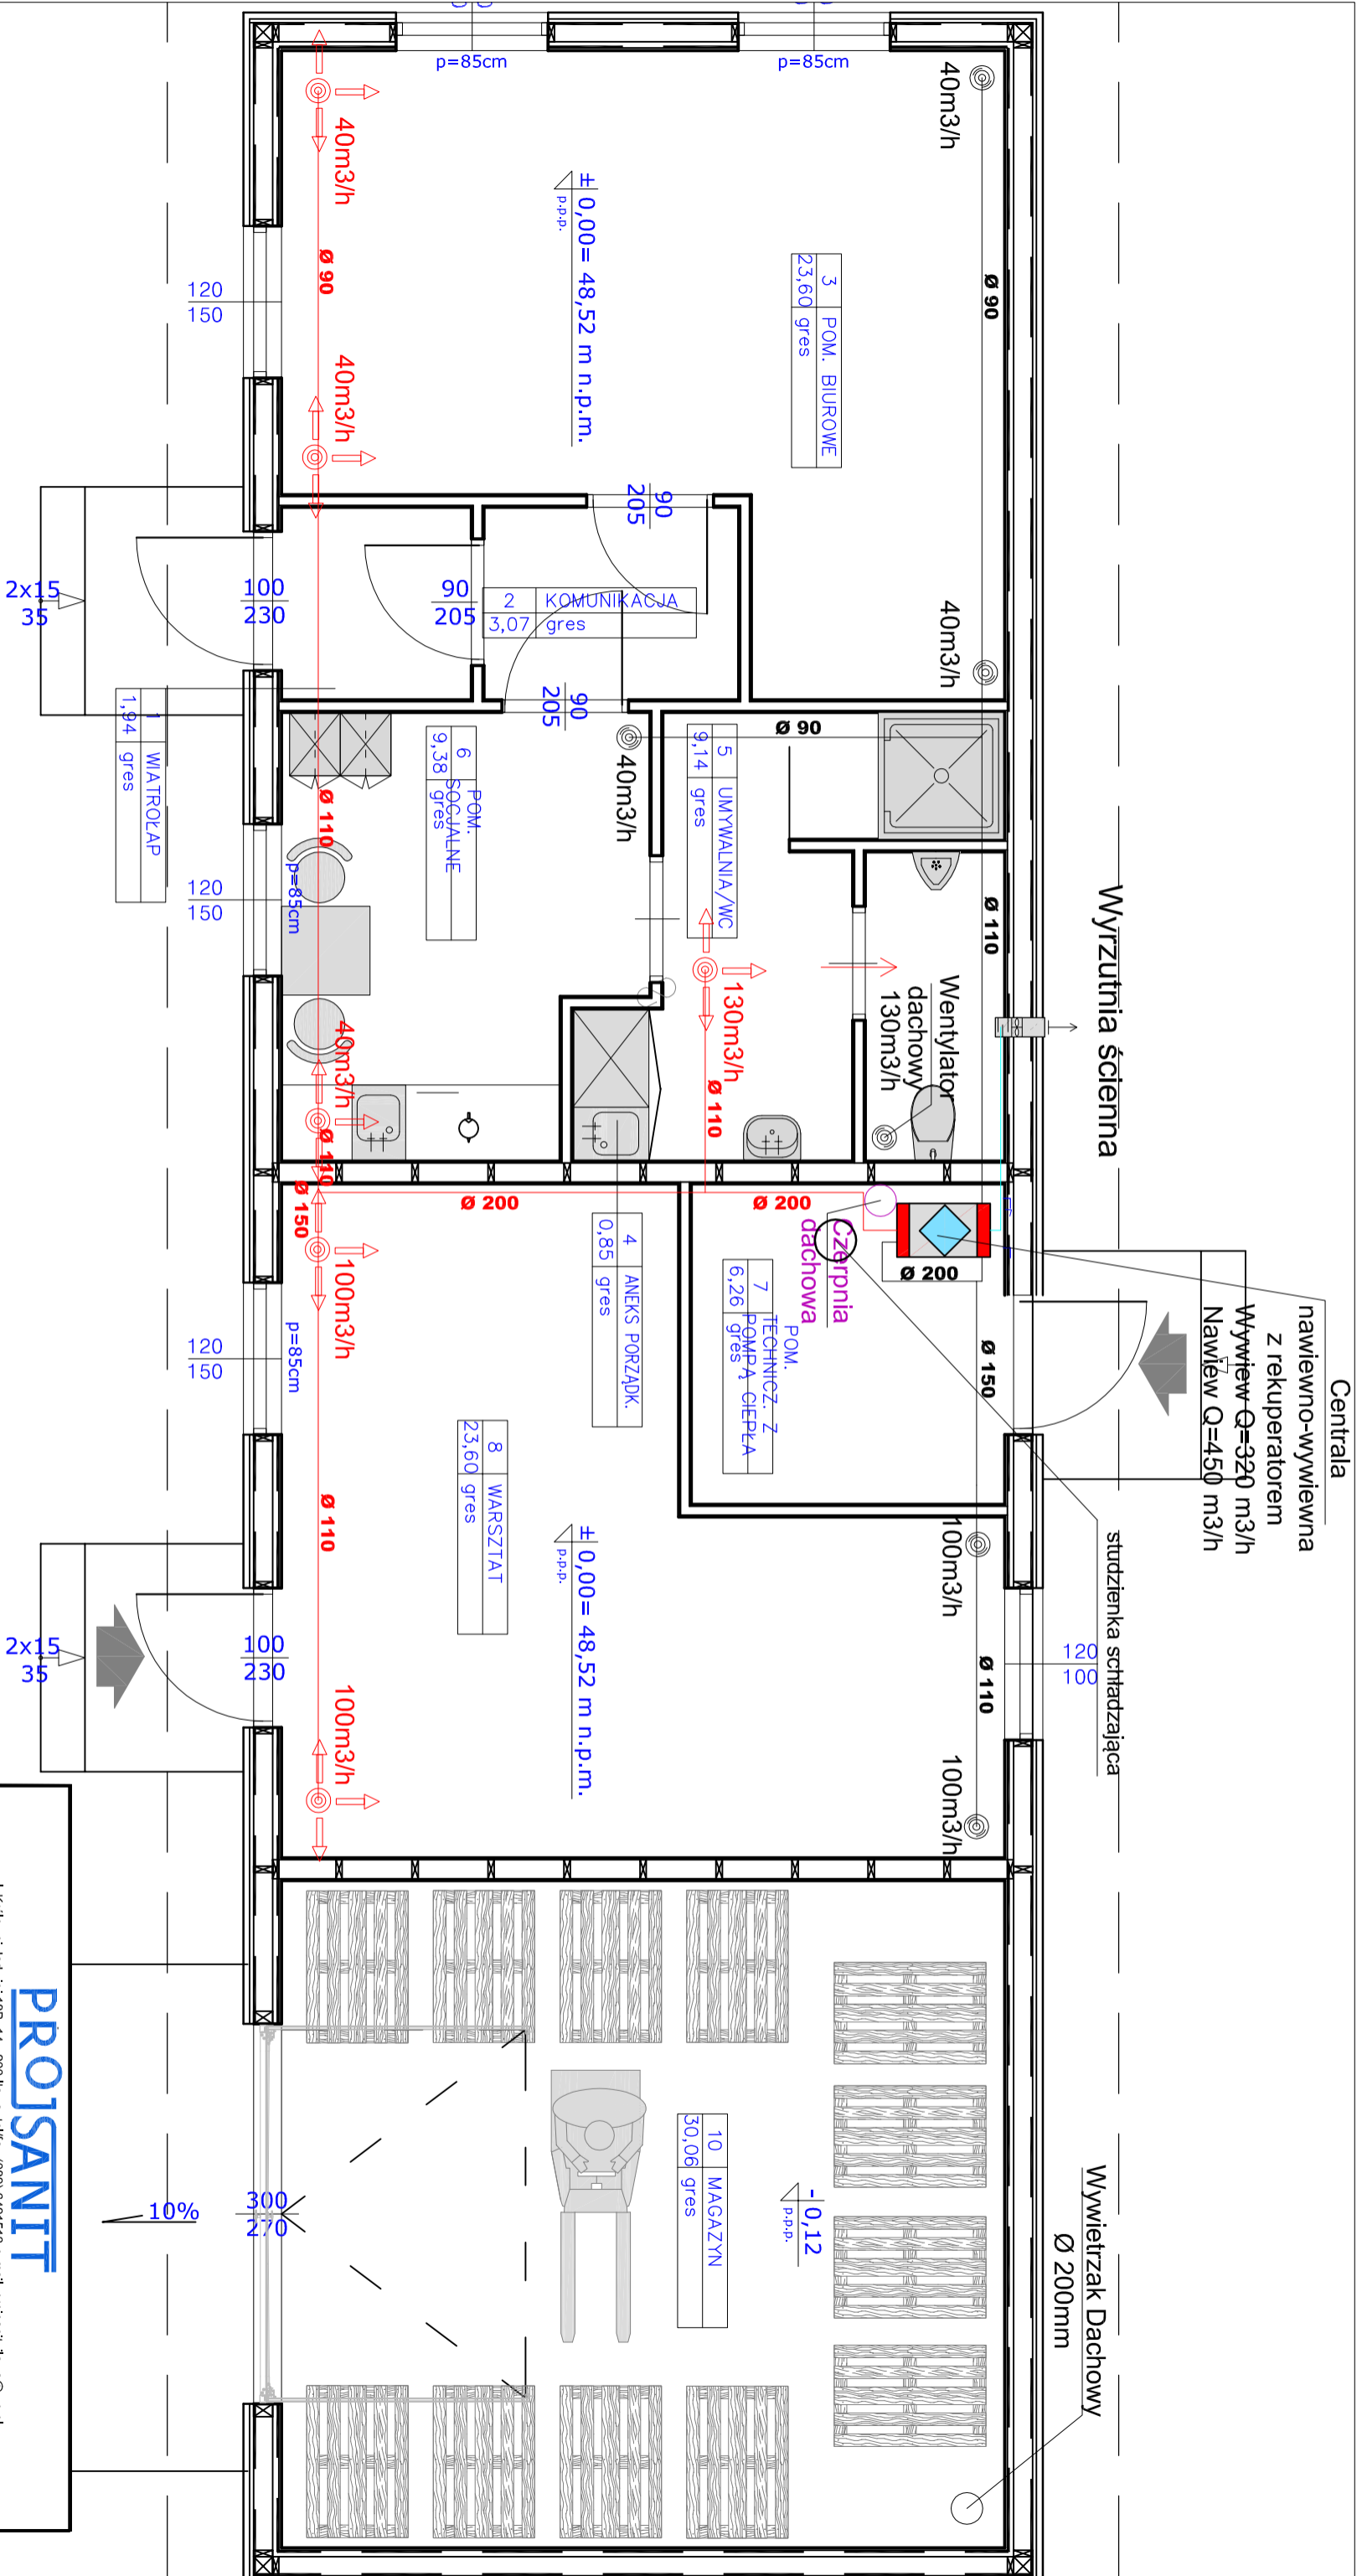 Centrala
nawiewno-wywiewna
z rekuperatorem
Wywiew Q=320 m3/h
Nawiew Q=450 m3/h
studzienka schładzająca
Wyrzutnia ścienna
Wywietrzak Dachowy
Ø 200mm
p=85cm
p=85cm
40m3/h
Ø 90
40m3/h
3 POM. BIUROWE
23,60 gres
± 0,00= 48,52 m n.p.m.
p.p.p.
40m3/h
Ø 90
40m3/h
120
150
90
205
2 KOMUNIKACJA
3,07 gres
90
205
100
230
2x15
35
1 WIATROŁAP
1,94 gres
90
205
Ø 90
5 UMYWALNIA/WC
9,14 gres
40m3/h
6 POM. SOCJALNE
9,38 gres
Ø 110
p=85cm
120
150
Ø 110
Wentylator
dachowy
130m3/h
130m3/h
Ø 110
40m3/h
Ø 110
Ø 150
Ø 200
Ø 200
Czerpnia
dachowa
Ø 200
Ø 150
4 ANEKS PORZĄDK.
0,85 gres
7 POM. TECHNICZ. Z POMPĄ CIEPŁA
6,26 gres
100m3/h
p=85cm
120
150
8 WARSZTAT
23,60 gres
± 0,00= 48,52 m n.p.m.
p.p.p.
100m3/h
Ø 110
100m3/h
120
100
Ø 110
100m3/h
100
230
2x15
35
10 MAGAZYN
30,06 gres
- 0,12
p.p.p.
300
270
10%
PROJSANIT